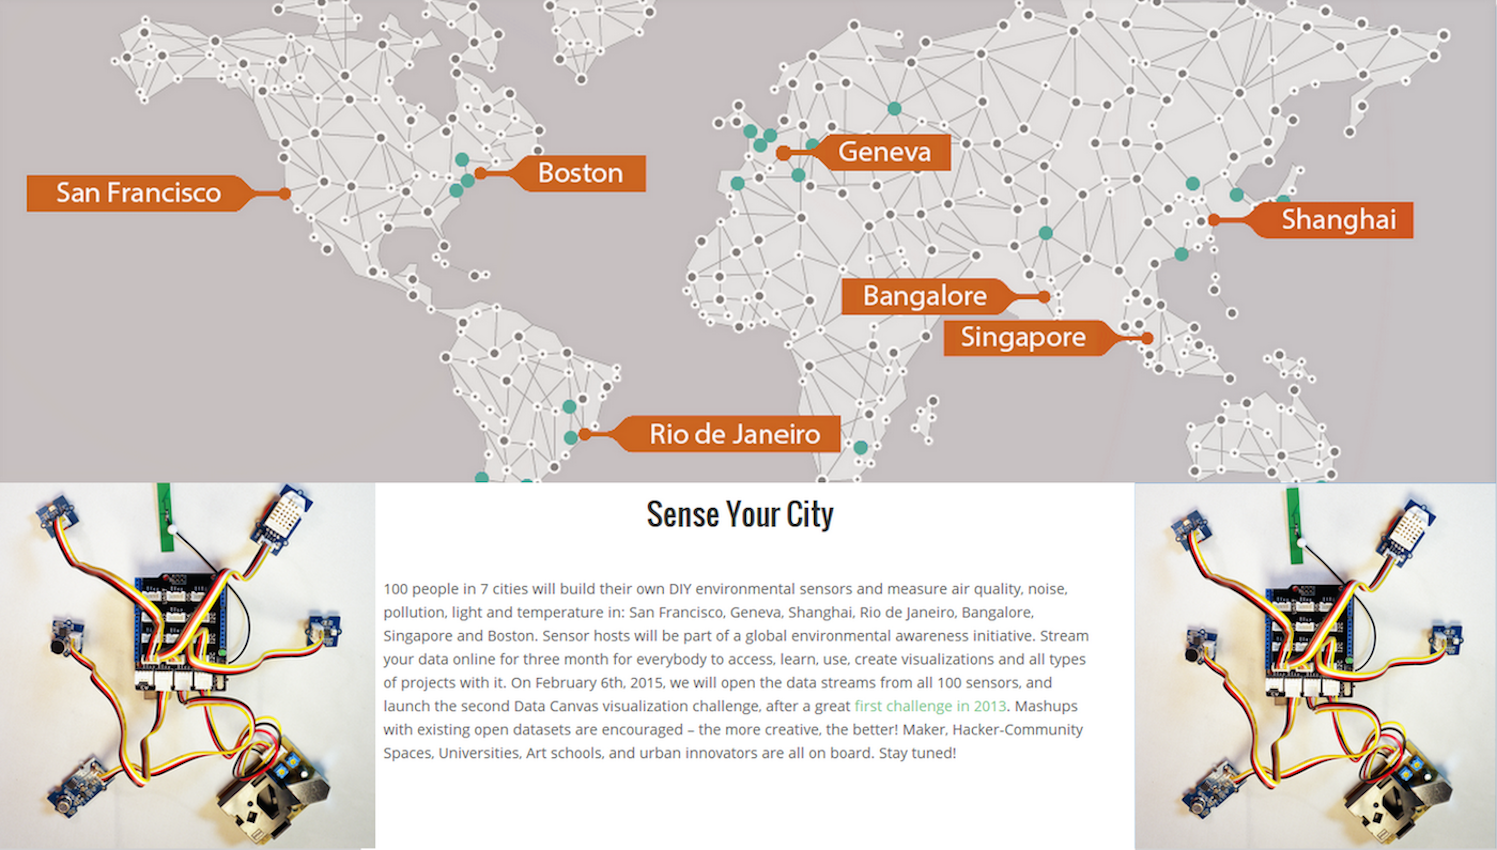 Boston
Geneva
San Francisco
Shanghai
Bangalore
Singapore
Rio de Janeiro
Sense Your City
100 people in 7 cities will build their own DIY environmental sensors and measure air quality, noise,
pollution, light and temperature in: San Francisco, Geneva, Shanghai, Rio de Janeiro, Bangalore,
Singapore and Boston. Sensor hosts will be part of a global environmental awareness initiative. Stream
your data online for three month for everybody to access, learn, use, create visualizations and all types
of projects with it. On February 6th, 2015, we will open the data streams from all 100 sensors, and
launch the second Data Canvas visualization challenge, after a great first challenge in 2013. Mashups
with existing open datasets are encouraged – the more creative, the better! Maker, Hacker-Community
Spaces, Universities, Art schools, and urban innovators are all on board. Stay tuned!